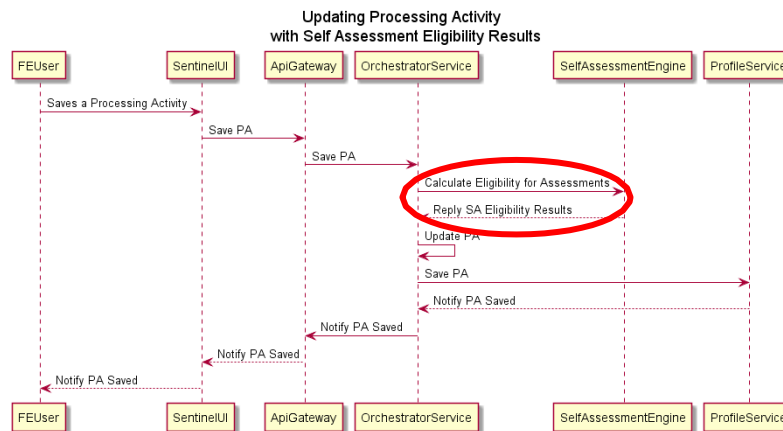 Updating Processing Activity
with Self Assessment Eligibility Results
FEUser SentinelUI ApiGateway OrchestratorService SelfAssessmentEngine ProfileService
Saves a Processing Activity
Save PA
Save PA
Calculate Eligibility for Assessments
Reply SA Eligibility Results
Update PA
Save PA
Notify PA Saved
Notify PA Saved
Notify PA Saved
Notify PA Saved
FEUser SentinelUI ApiGateway OrchestratorService SelfAssessmentEngine ProfileService